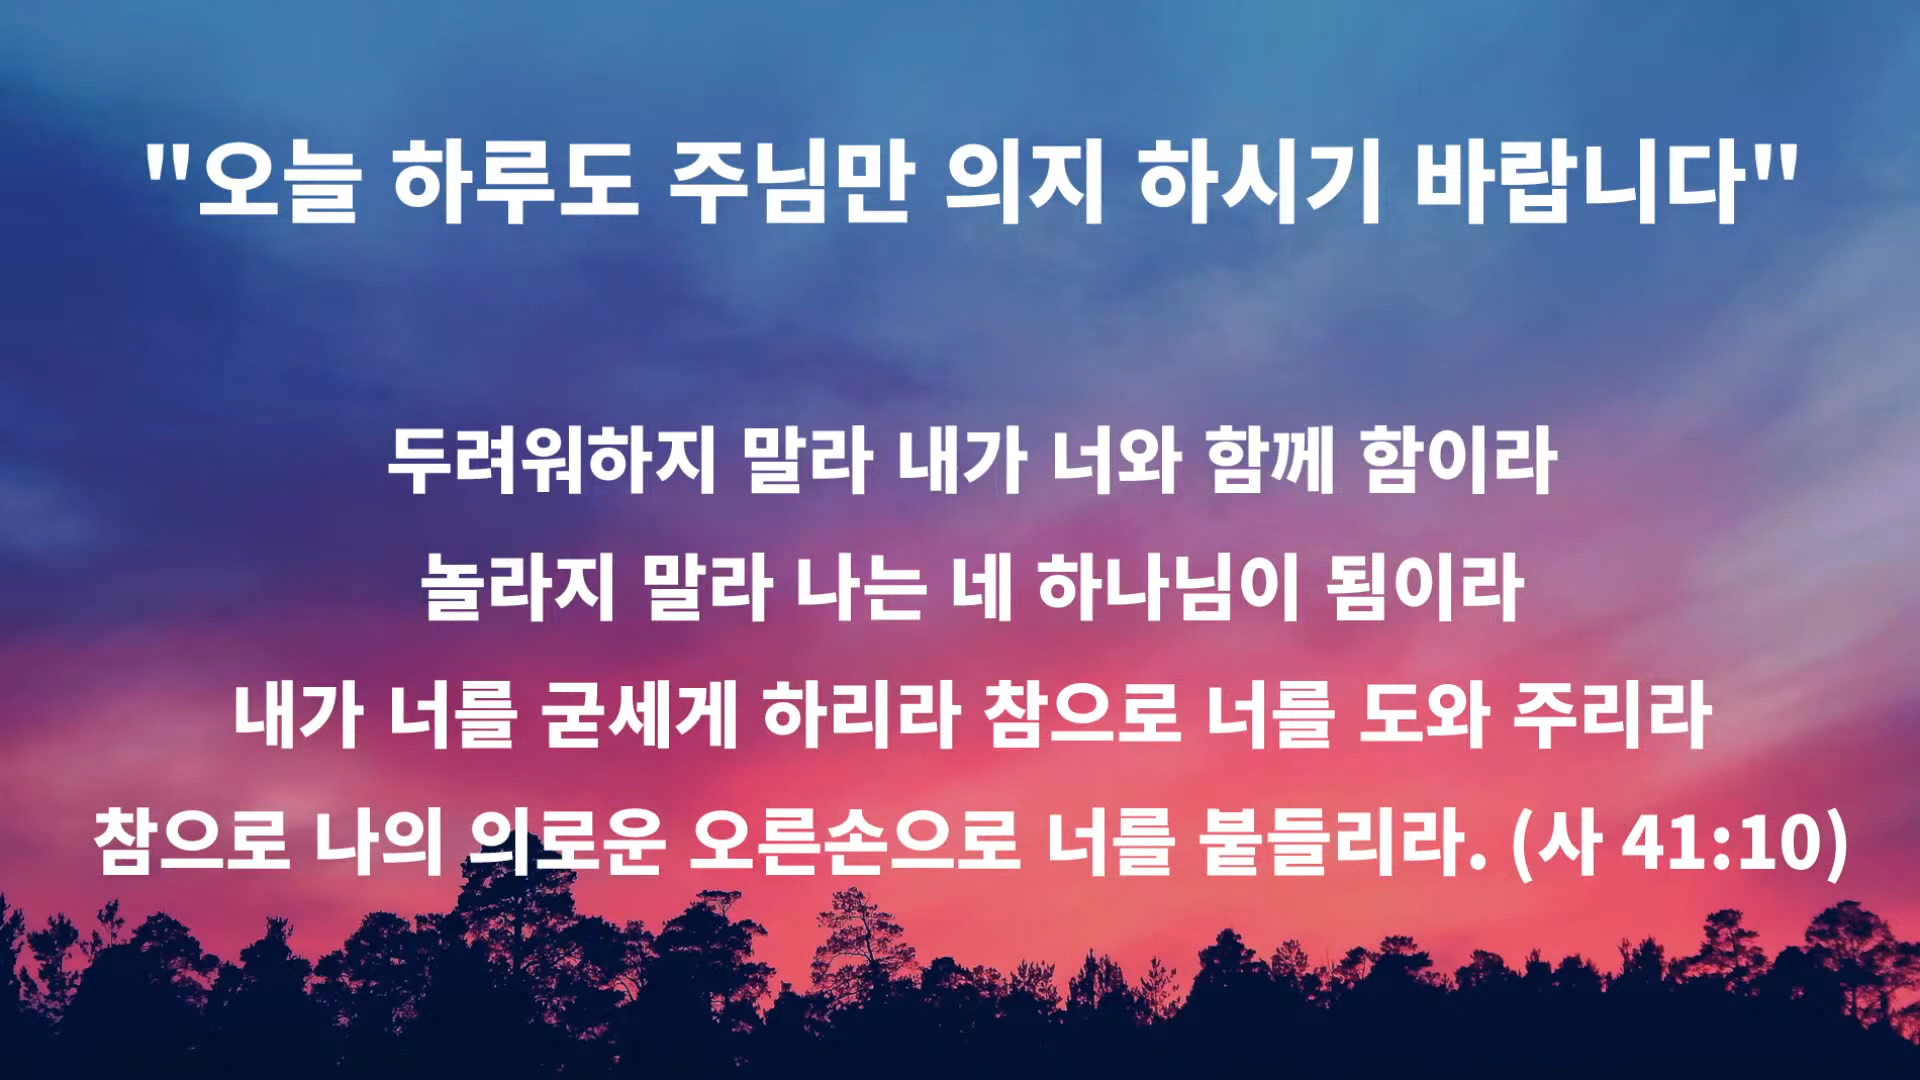 "오늘 하루도 주님만 의지 하시기 바랍니다"
두려워하지 말라 내가 너와 함께 함이라
놀라지 말라 나는 네 하나님이 됨이라
내가 너를 굳세게 하리라 참으로 너를 도와 주리라
참으로 나의 의로운 오른손으로 너를 붙들리라. (사 41:10)